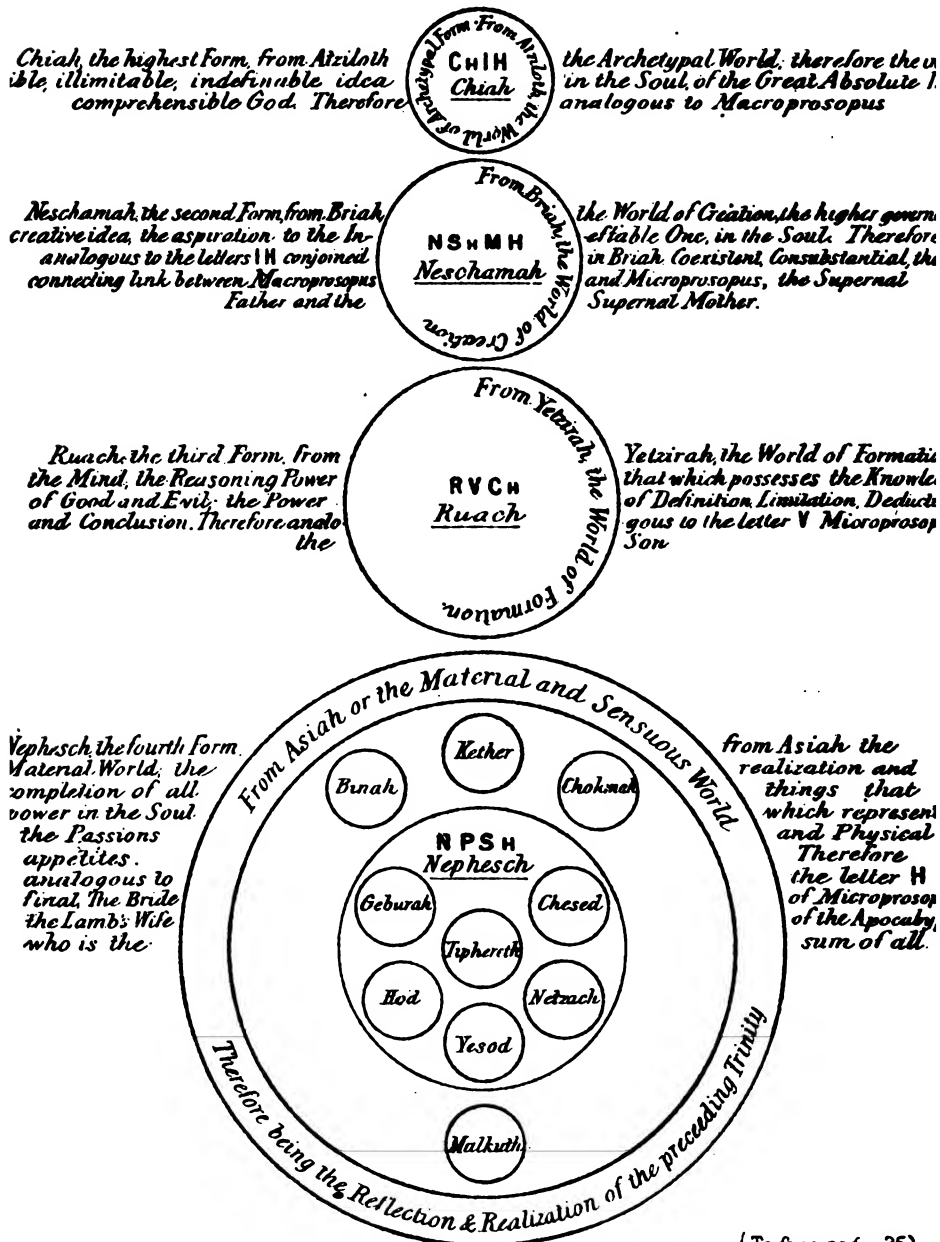 Chiah, the highest Form, from Atziloth the Archetypal World; therefore the
ible, illimitable, indefinable idea in the Soul, of the Great Absolute
comprehensible God. Therefore analogous to Macroprosopus
Archetypal Form. From Atziloth, the World of
CHIH
Chiah
Neschamah, the second Form, from Briah, the World of Creation, the higher govern
creative idea, the aspiration to the In- effable One, in the Soul. Therefore
analogous to the letters IH conjoined in Briah Coexistent, Consubstantial, the
connecting link between Macroprosopus and Microprosopus, the Supernal
Father and the Supernal Mother.
From Briah, the World of Creation
NSHMH
Neschamah
Ruach, the third Form, from Yetzirah, the World of Formatio
the Mind, the Reasoning Power that which possesses the Knowle
of Good and Evil; the Power of Definition Limitation, Deducti
and Conclusion. Therefore analo gous to the letter V Microprosop
the Son
From Yetzirah, the World of Formation.
RVCH
Ruach
Nephesch, the fourth Form from Asiah the
Material World; the realization and
completion of all things that
power in the Soul which represent
the Passions and Physical
appetites. Therefore
analogous to the letter H
final, The Bride of Microprosop
the Lamb's Wife of the Apocaly
who is the sum of all
From Asiah or the Material and Sensuous World
Kether
Binah
Chokmah
NPSH
Nephesch
Geburah
Chesed
Tiphereth
Hod
Netzach
Yesod
Malkuth
Therefore being the Reflection & Realization of the preceeding Trinity